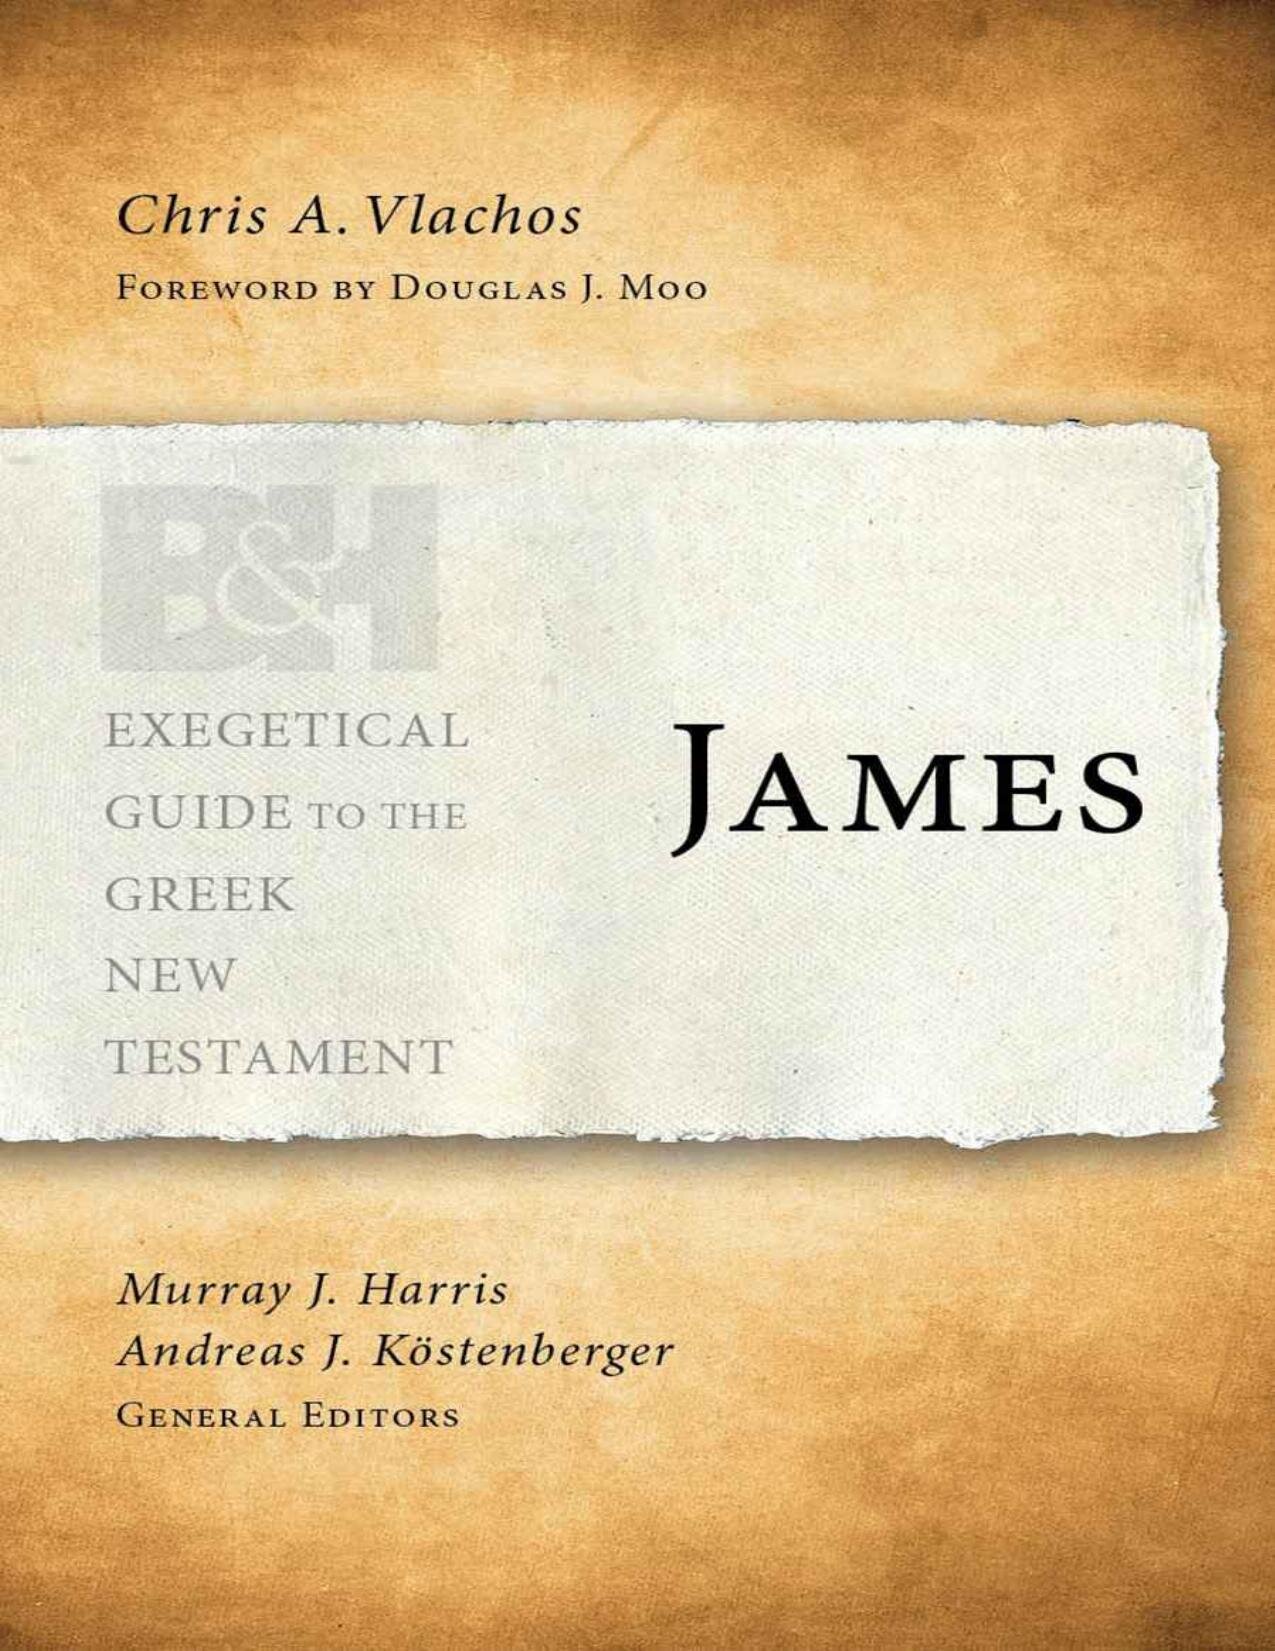 Chris A. Vlachos
FOREWORD BY DOUGLAS J. MOO
B&H
EXEGETICAL
GUIDE TO THE
GREEK
NEW
TESTAMENT
JAMES
Murray J. Harris
Andreas J. Köstenberger
GENERAL EDITORS